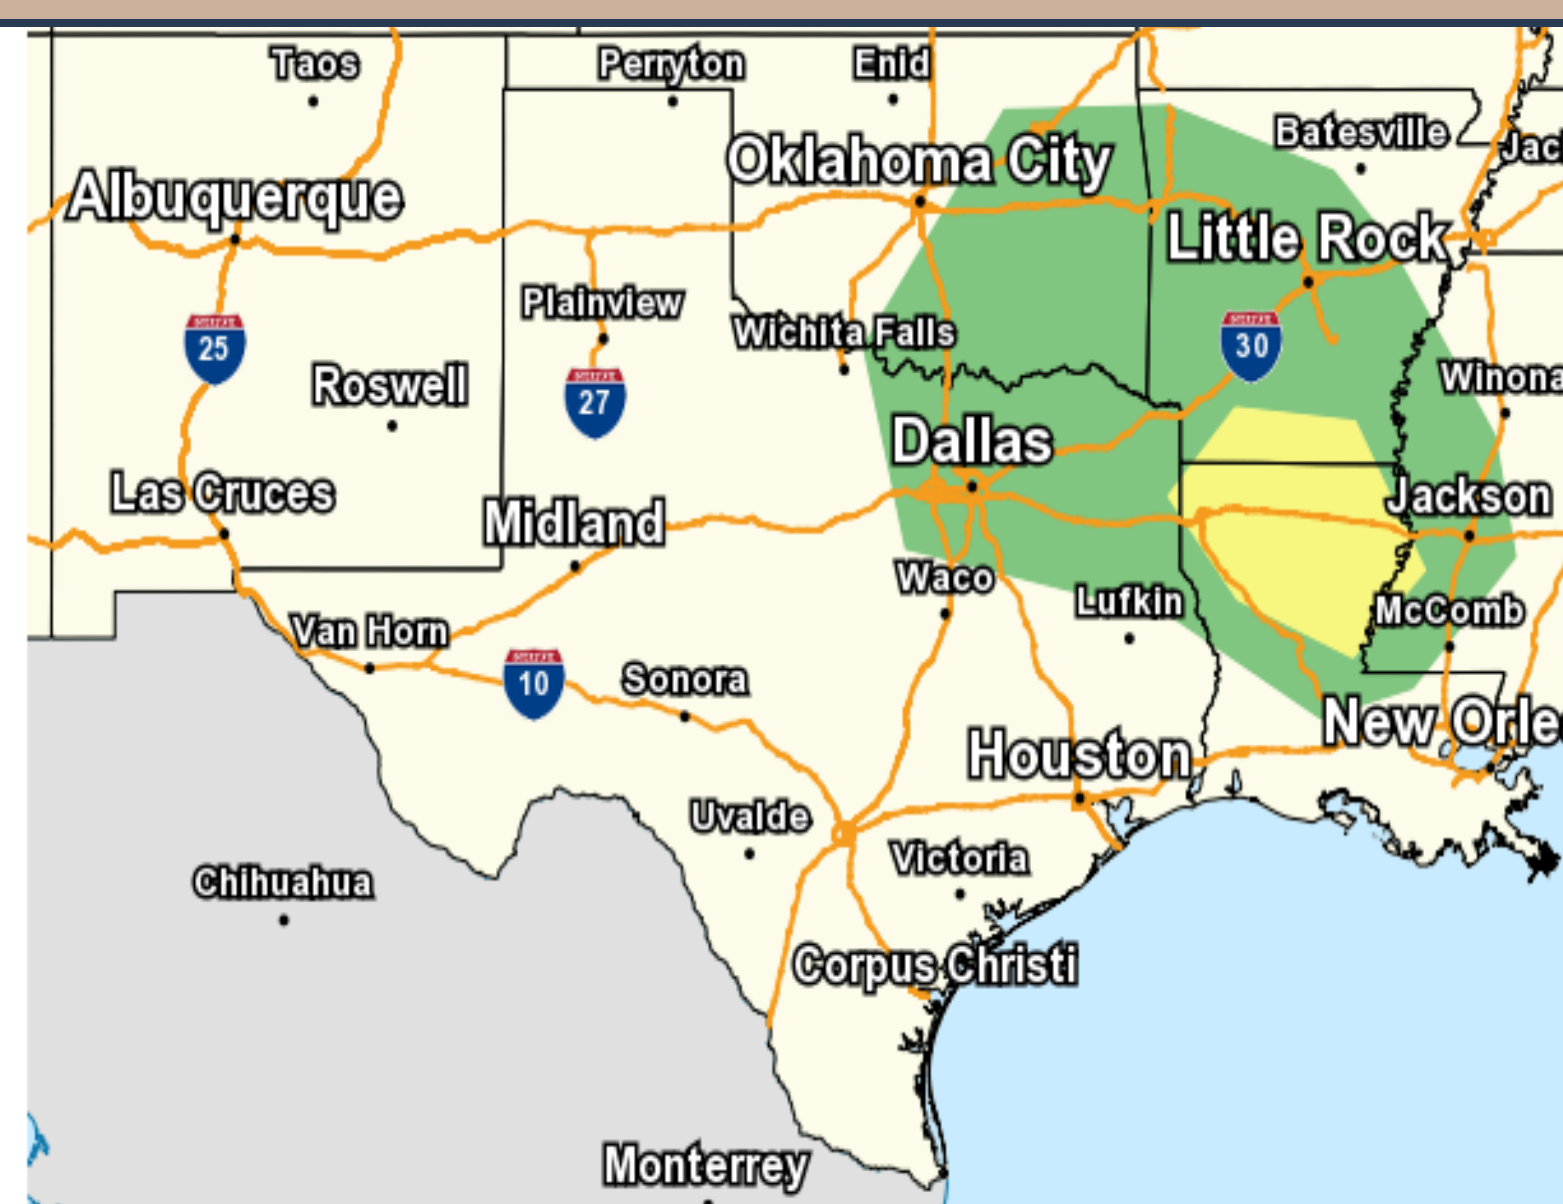 Taos
Perryton
Enid
Batesville
Jac
Oklahoma City
Albuquerque
Little Rock
Plainview
Wichita Falls
25
30
Roswell
27
Winona
Dallas
Las Cruces
Midland
Jackson
Waco
Lufkin
McComb
Van Horn
10
Sonora
New Orle
Houston
Uvalde
Victoria
Chihuahua
Corpus Christi
Monterrey